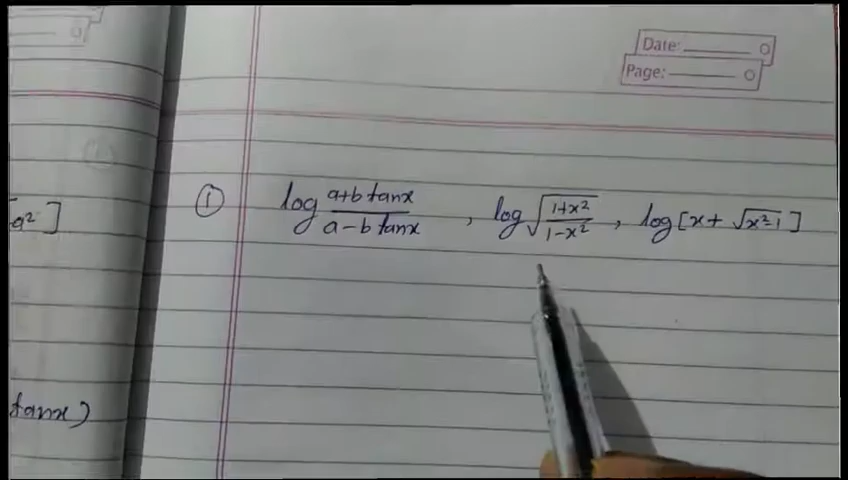 Date:
Page:
① log (a+b tanx)/(a-b tanx) , log √((1+x²)/(1-x²)) , log[x+ √(x²-1)]
a²]
tanx)